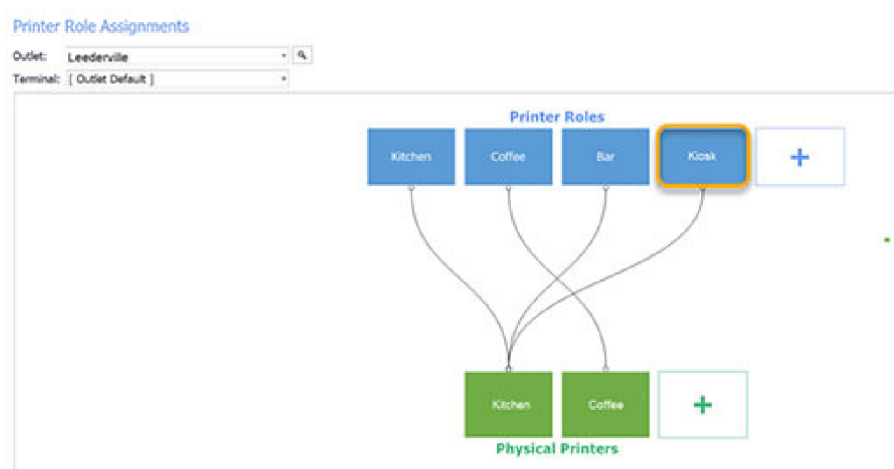 Printer Role Assignments
Outlet: Leederville
Terminal: [ Outlet Default ]
Printer Roles
Kitchen Coffee Bar Kiosk +
Kitchen Coffee +
Physical Printers